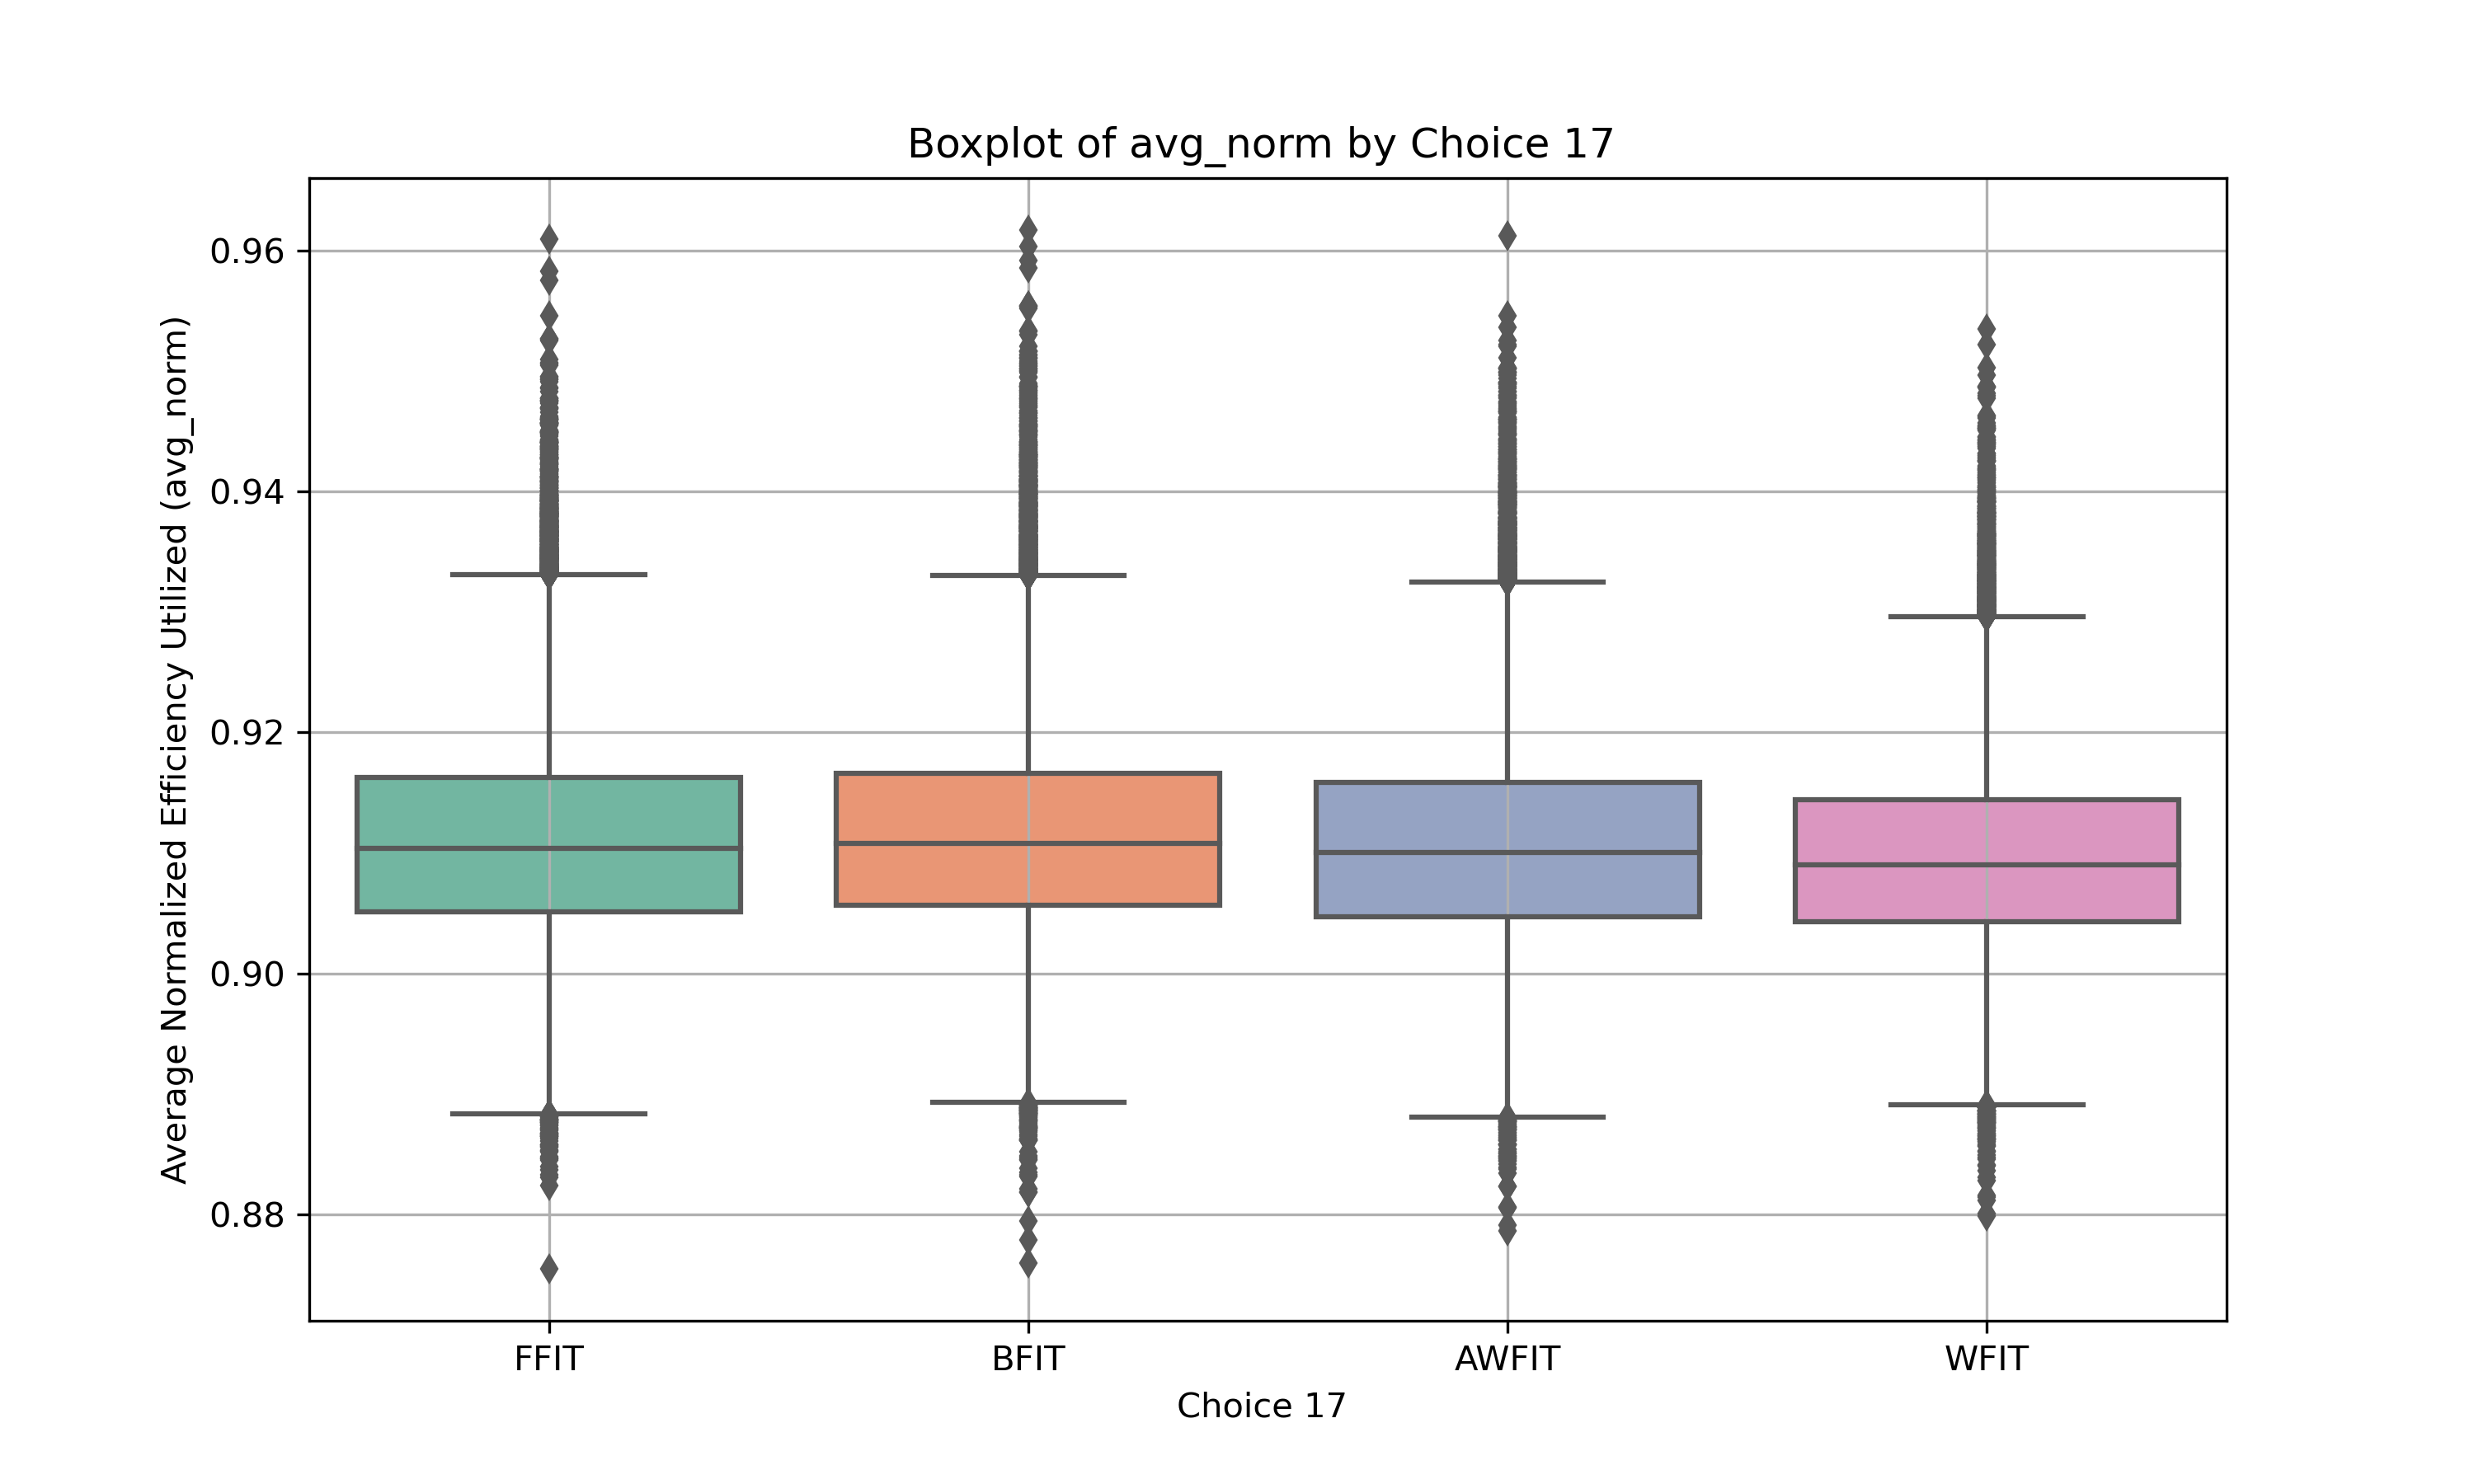 Boxplot of avg_norm by Choice 17
Average Normalized Efficiency Utilized (avg_norm)
0.96
0.94
0.92
0.90
0.88
FFIT
BFIT
AWFIT
WFIT
Choice 17